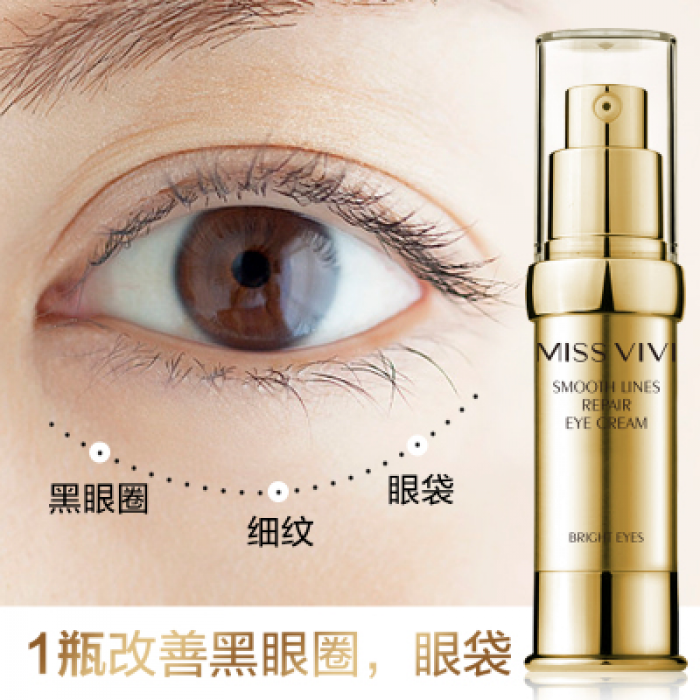 MISS VIVI
SMOOTH LINES
REPAIR
EYE CREAM
BRIGHT EYES
黑眼圈
细纹
眼袋
1瓶改善黑眼圈，眼袋